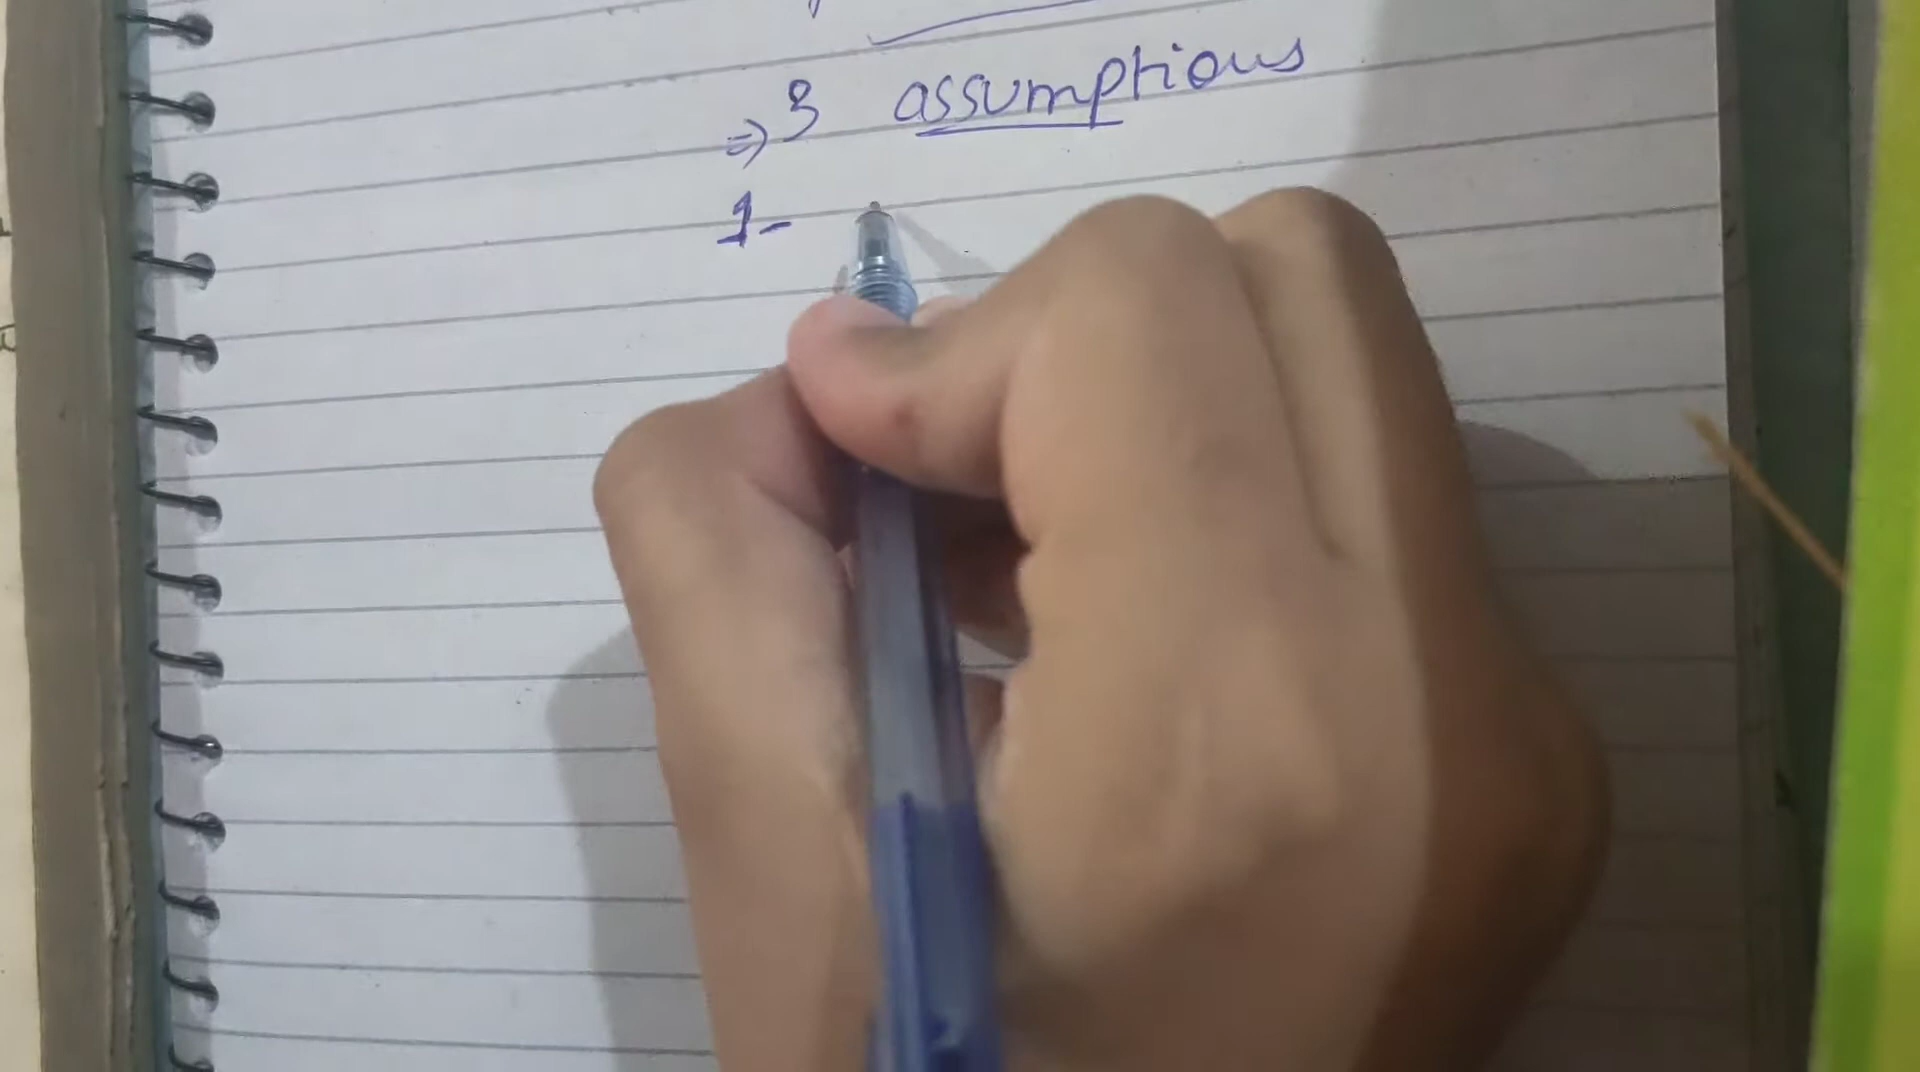 ⇒ 3 assumptions
1-